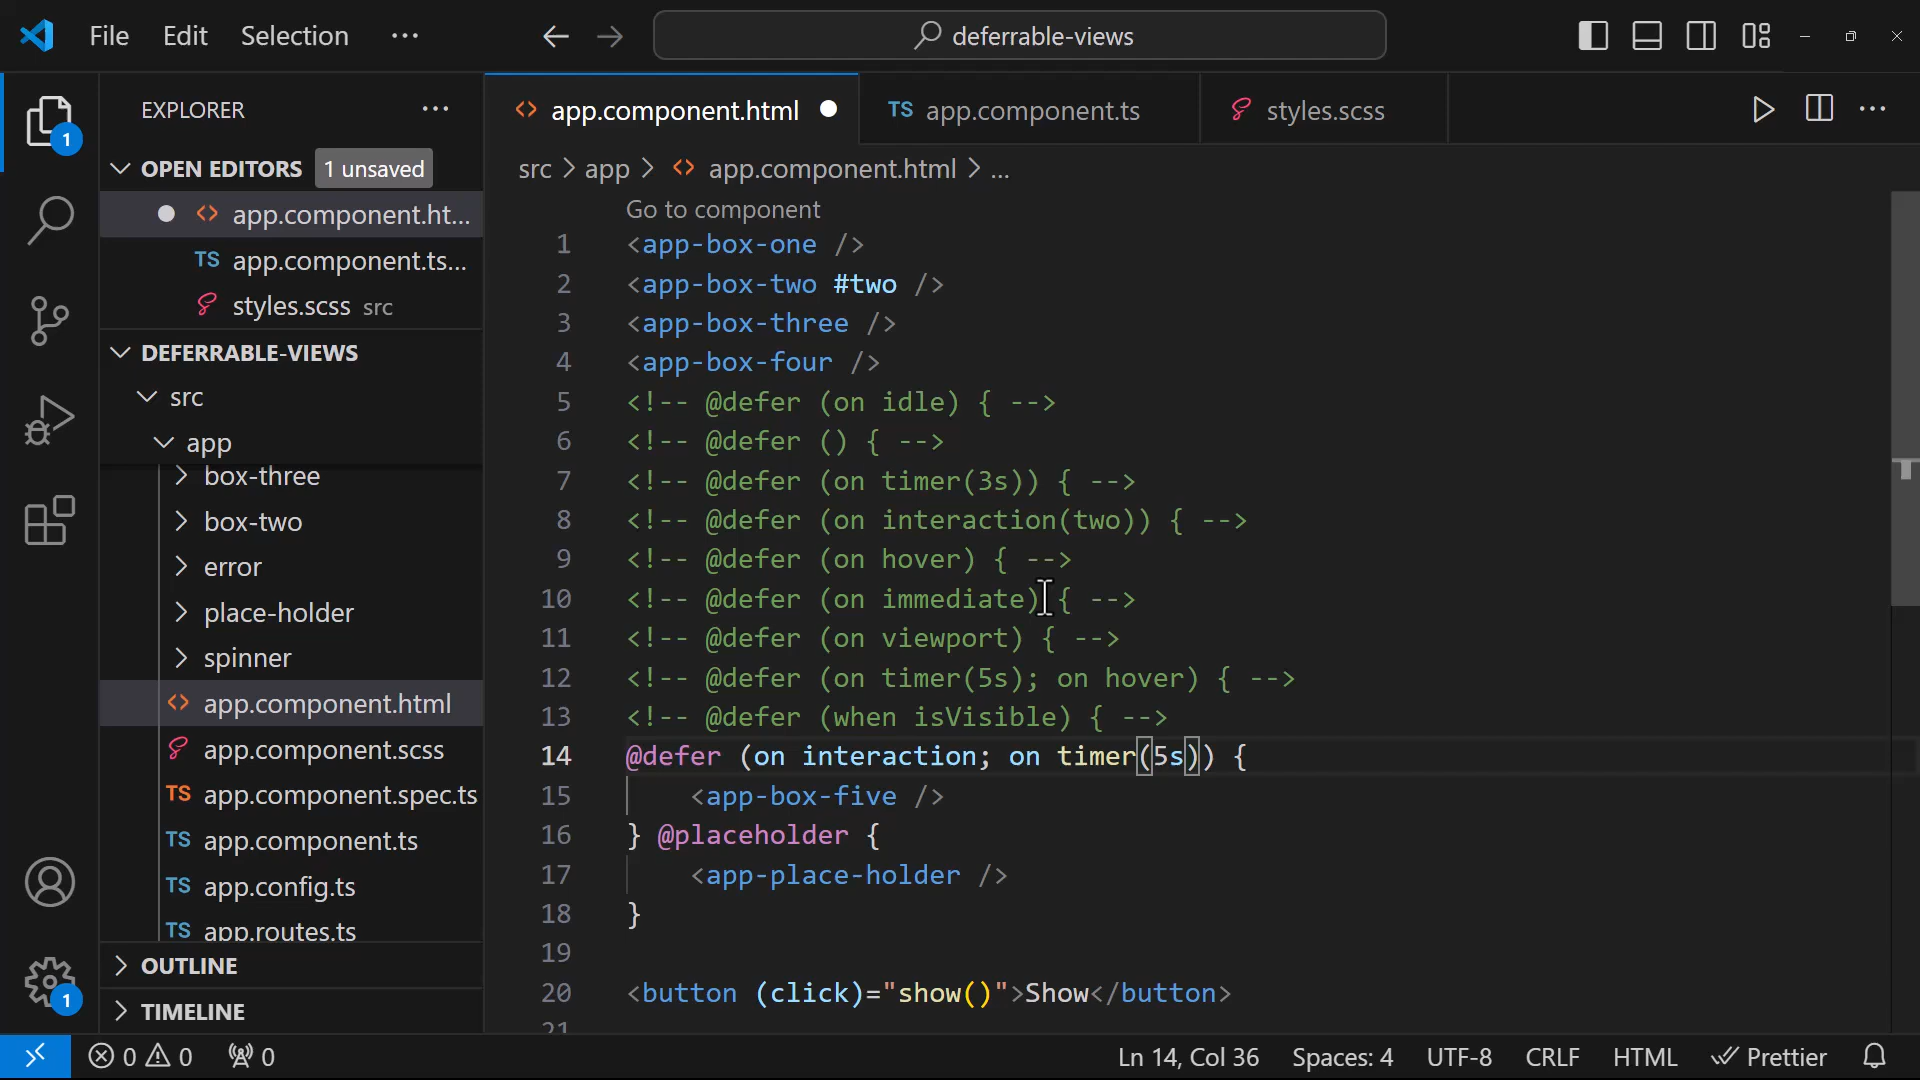 File Edit Selection ···
deferrable-views
EXPLORER ···
1
OPEN EDITORS 1 unsaved
app.component.ht...
TS app.component.ts...
styles.scss src
DEFERRABLE-VIEWS
src
app
box-three
box-two
error
place-holder
spinner
app.component.html
app.component.scss
TS app.component.spec.ts
TS app.component.ts
TS app.config.ts
TS app.routes.ts
OUTLINE
TIMELINE
1
app.component.html
TS app.component.ts
styles.scss
···
src > app > app.component.html > ...
Go to component
1 <app-box-one />
2 <app-box-two #two />
3 <app-box-three />
4 <app-box-four />
5 <!-- @defer (on idle) { -->
6 <!-- @defer () { -->
7 <!-- @defer (on timer(3s)) { -->
8 <!-- @defer (on interaction(two)) { -->
9 <!-- @defer (on hover) { -->
10 <!-- @defer (on immediate) { -->
11 <!-- @defer (on viewport) { -->
12 <!-- @defer (on timer(5s); on hover) { -->
13 <!-- @defer (when isVisible) { -->
14 @defer (on interaction; on timer(5s)) {
15 <app-box-five />
16 } @placeholder {
17 <app-place-holder />
18 }
19
20 <button (click)="show()">Show</button>
21
0 0 0
Ln 14, Col 36 Spaces: 4 UTF-8 CRLF HTML Prettier